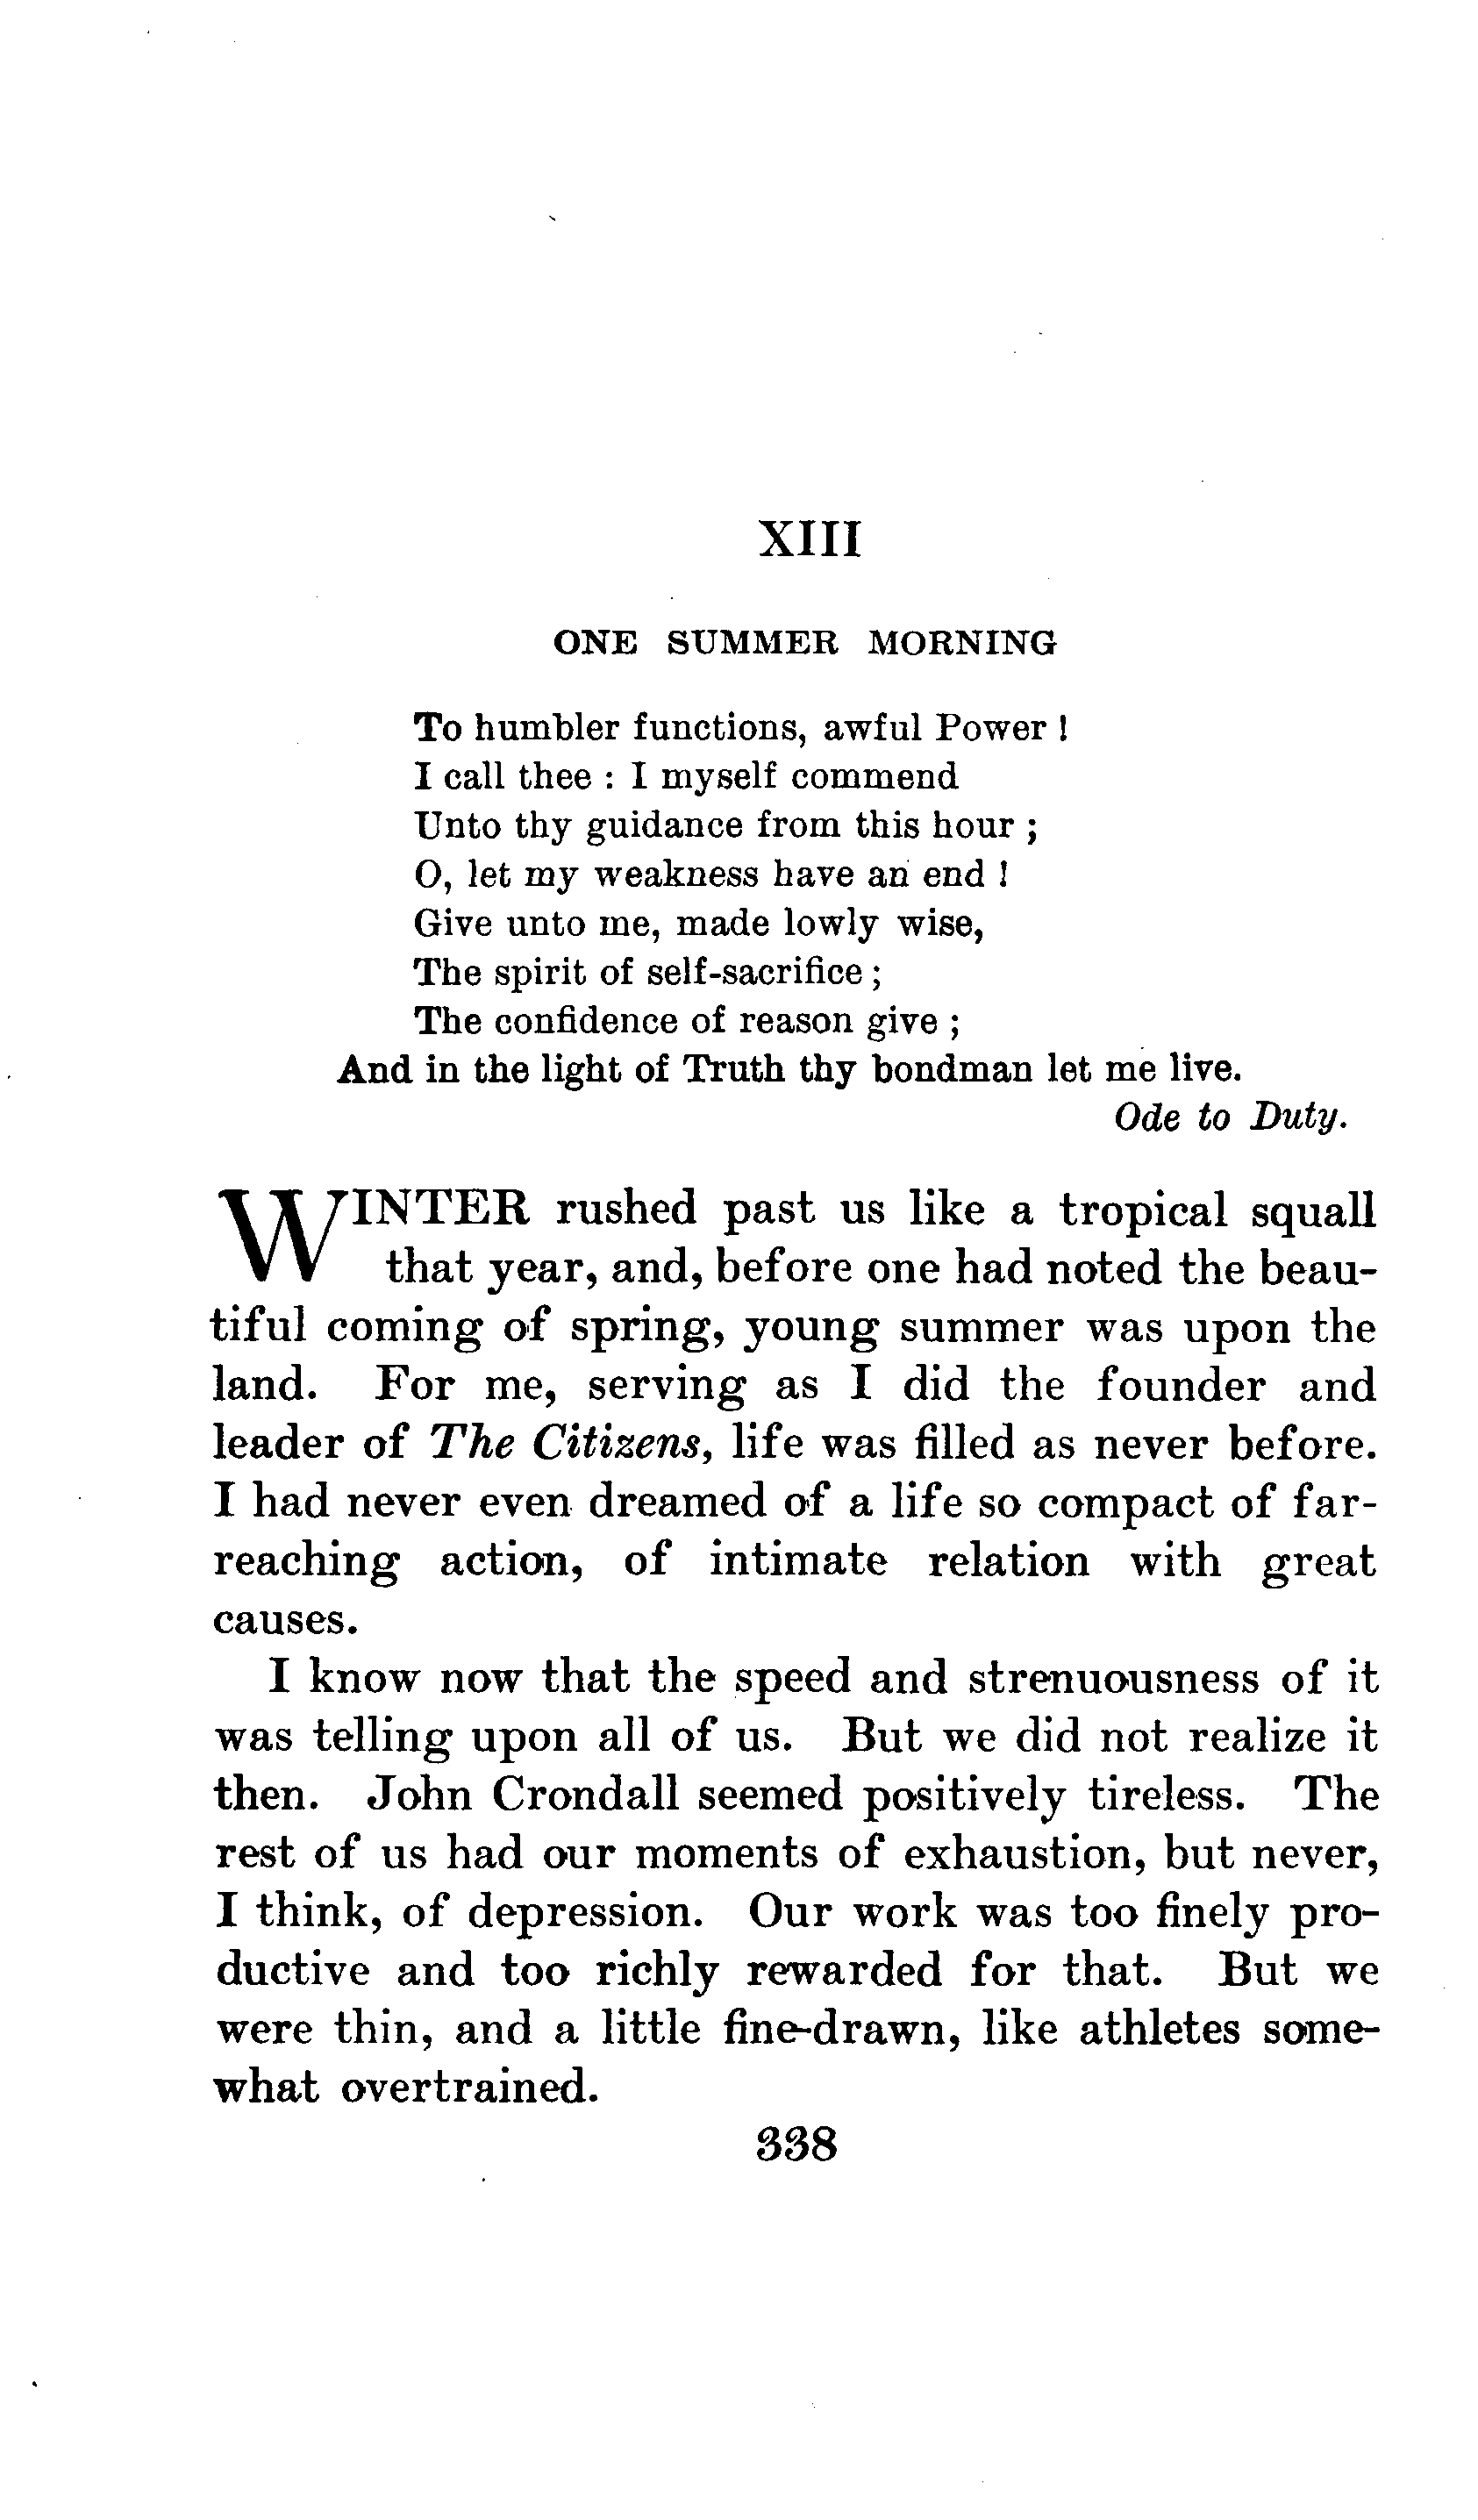 XIII
ONE SUMMER MORNING
To humbler functions, awful Power !
I call thee : I myself commend
Unto thy guidance from this hour ;
O, let my weakness have an end !
Give unto me, made lowly wise,
The spirit of self-sacrifice ;
The confidence of reason give ;
And in the light of Truth thy bondman let me live.
Ode to Duty.
WINTER rushed past us like a tropical squall
that year, and, before one had noted the beau-
tiful coming of spring, young summer was upon the
land. For me, serving as I did the founder and
leader of The Citizens, life was filled as never before.
I had never even dreamed of a life so compact of far-
reaching action, of intimate relation with great
causes.
I know now that the speed and strenuousness of it
was telling upon all of us. But we did not realize it
then. John Crondall seemed positively tireless. The
rest of us had our moments of exhaustion, but never,
I think, of depression. Our work was too finely pro-
ductive and too richly rewarded for that. But we
were thin, and a little fine-drawn, like athletes some-
what overtrained.
338